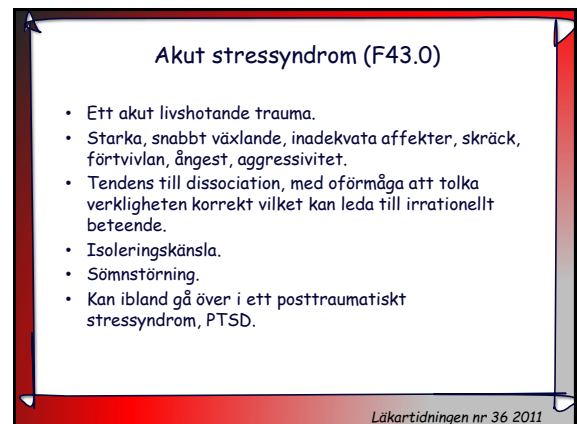 Akut stressyndrom (F43.0)
• Ett akut livshotande trauma.
• Starka, snabbt växlande, inadekvata affekter, skräck,
förtvivlan, ångest, aggressivitet.
• Tendens till dissociation, med oförmåga att tolka
verkligheten korrekt vilket kan leda till irrationellt
beteende.
• Isoleringskänsla.
• Sömnstörning.
• Kan ibland gå över i ett posttraumatiskt
stressyndrom, PTSD.
Läkartidningen nr 36 2011